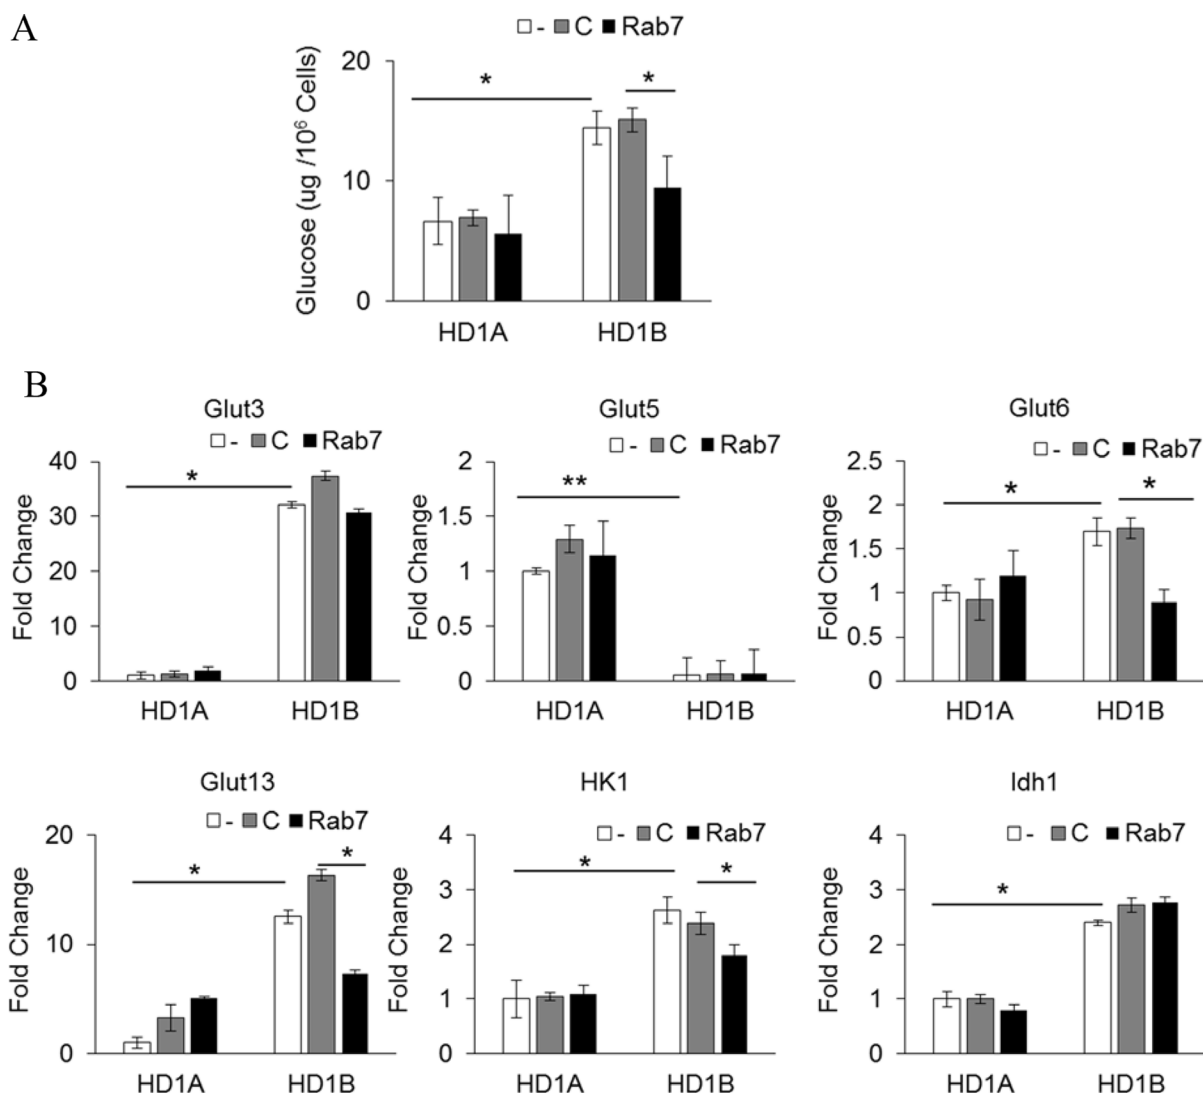 A
- C Rab7
Glucose (ug /10⁶ Cells)
20
10
0
*
*
HD1A HD1B
B
Glut3
- C Rab7
Fold Change
40
30
20
10
0
*
HD1A HD1B
Glut5
- C Rab7
Fold Change
2
1.5
1
0.5
0
**
HD1A HD1B
Glut6
- C Rab7
Fold Change
2.5
2
1.5
1
0.5
0
*
*
HD1A HD1B
Glut13
- C Rab7
Fold Change
20
10
0
*
*
HD1A HD1B
HK1
- C Rab7
Fold Change
4
3
2
1
0
*
*
HD1A HD1B
Idh1
- C Rab7
Fold Change
4
3
2
1
0
*
HD1A HD1B